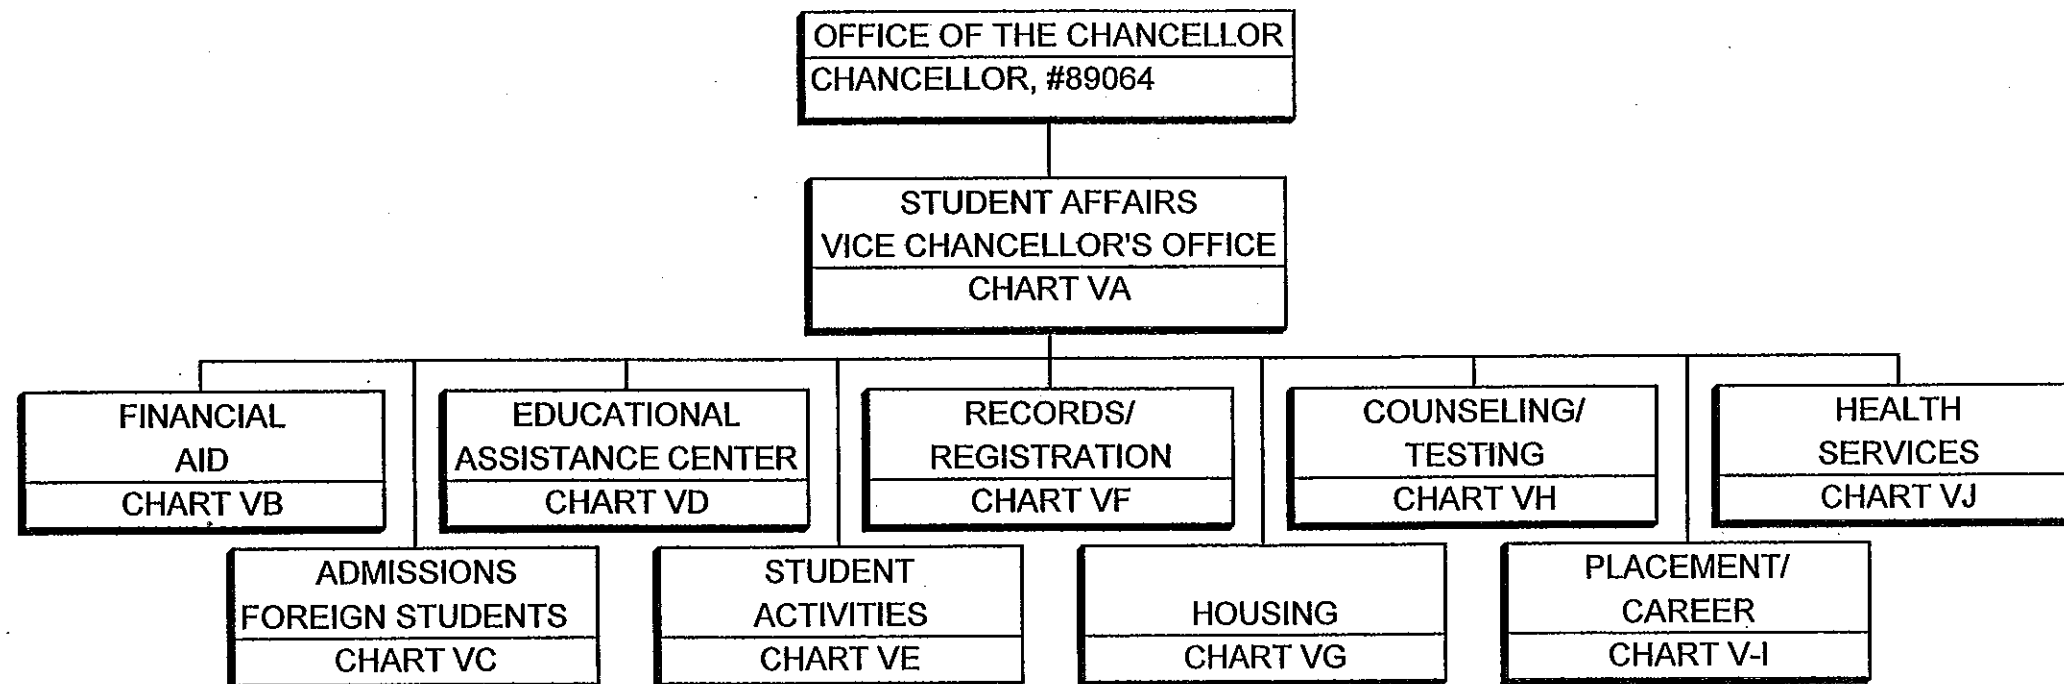 OFFICE OF THE CHANCELLOR
CHANCELLOR, #89064
STUDENT AFFAIRS
VICE CHANCELLOR'S OFFICE
CHART VA
FINANCIAL
AID
CHART VB
EDUCATIONAL
ASSISTANCE CENTER
CHART VD
RECORDS/
REGISTRATION
CHART VF
COUNSELING/
TESTING
CHART VH
HEALTH
SERVICES
CHART VJ
ADMISSIONS
FOREIGN STUDENTS
CHART VC
STUDENT
ACTIVITIES
CHART VE
HOUSING
CHART VG
PLACEMENT/
CAREER
CHART V-I